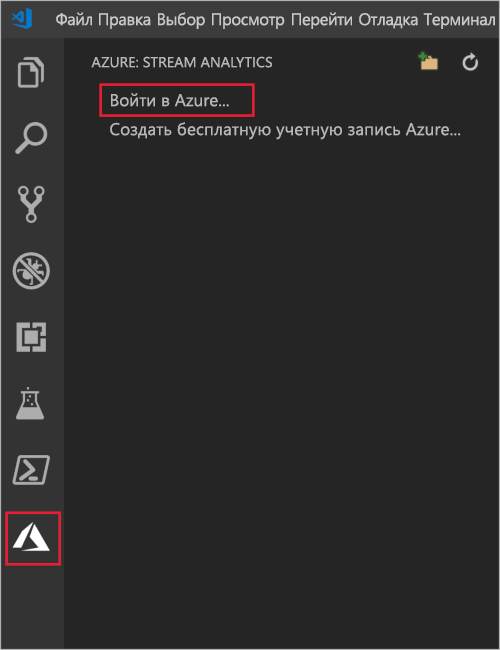 Файл Правка Выбор Просмотр Перейти Отладка Терминал
AZURE: STREAM ANALYTICS
Войти в Azure...
Создать бесплатную учетную запись Azure...